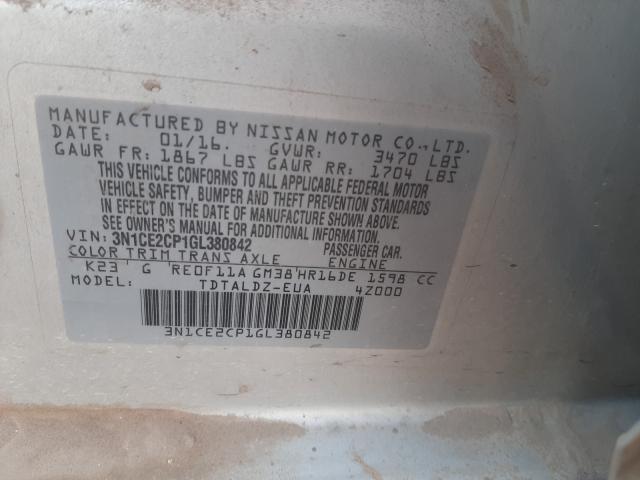 MANUFACTURED BY NISSAN MOTOR CO.,LTD.
DATE: 01/16. GVWR: 3470 LBS
GAWR FR: 1867 LBS GAWR RR: 1704 LBS
THIS VEHICLE CONFORMS TO ALL APPLICABLE FEDERAL MOTOR
VEHICLE SAFETY, BUMPER AND THEFT PREVENTION STANDARDS
IN EFFECT ON THE DATE OF MANUFACTURE SHOWN ABOVE.
SEE OWNER'S MANUAL FOR ADDITIONAL INFORMATION.
VIN: 3N1CE2CP1GL380842 PASSENGER CAR.
COLOR TRIM TRANS AXLE ENGINE
K23 G RE0F11A GM38 HR16DE 1598 CC
MODEL: TDTALDZ-EUA 4Z000
3N1CE2CP1GL380842